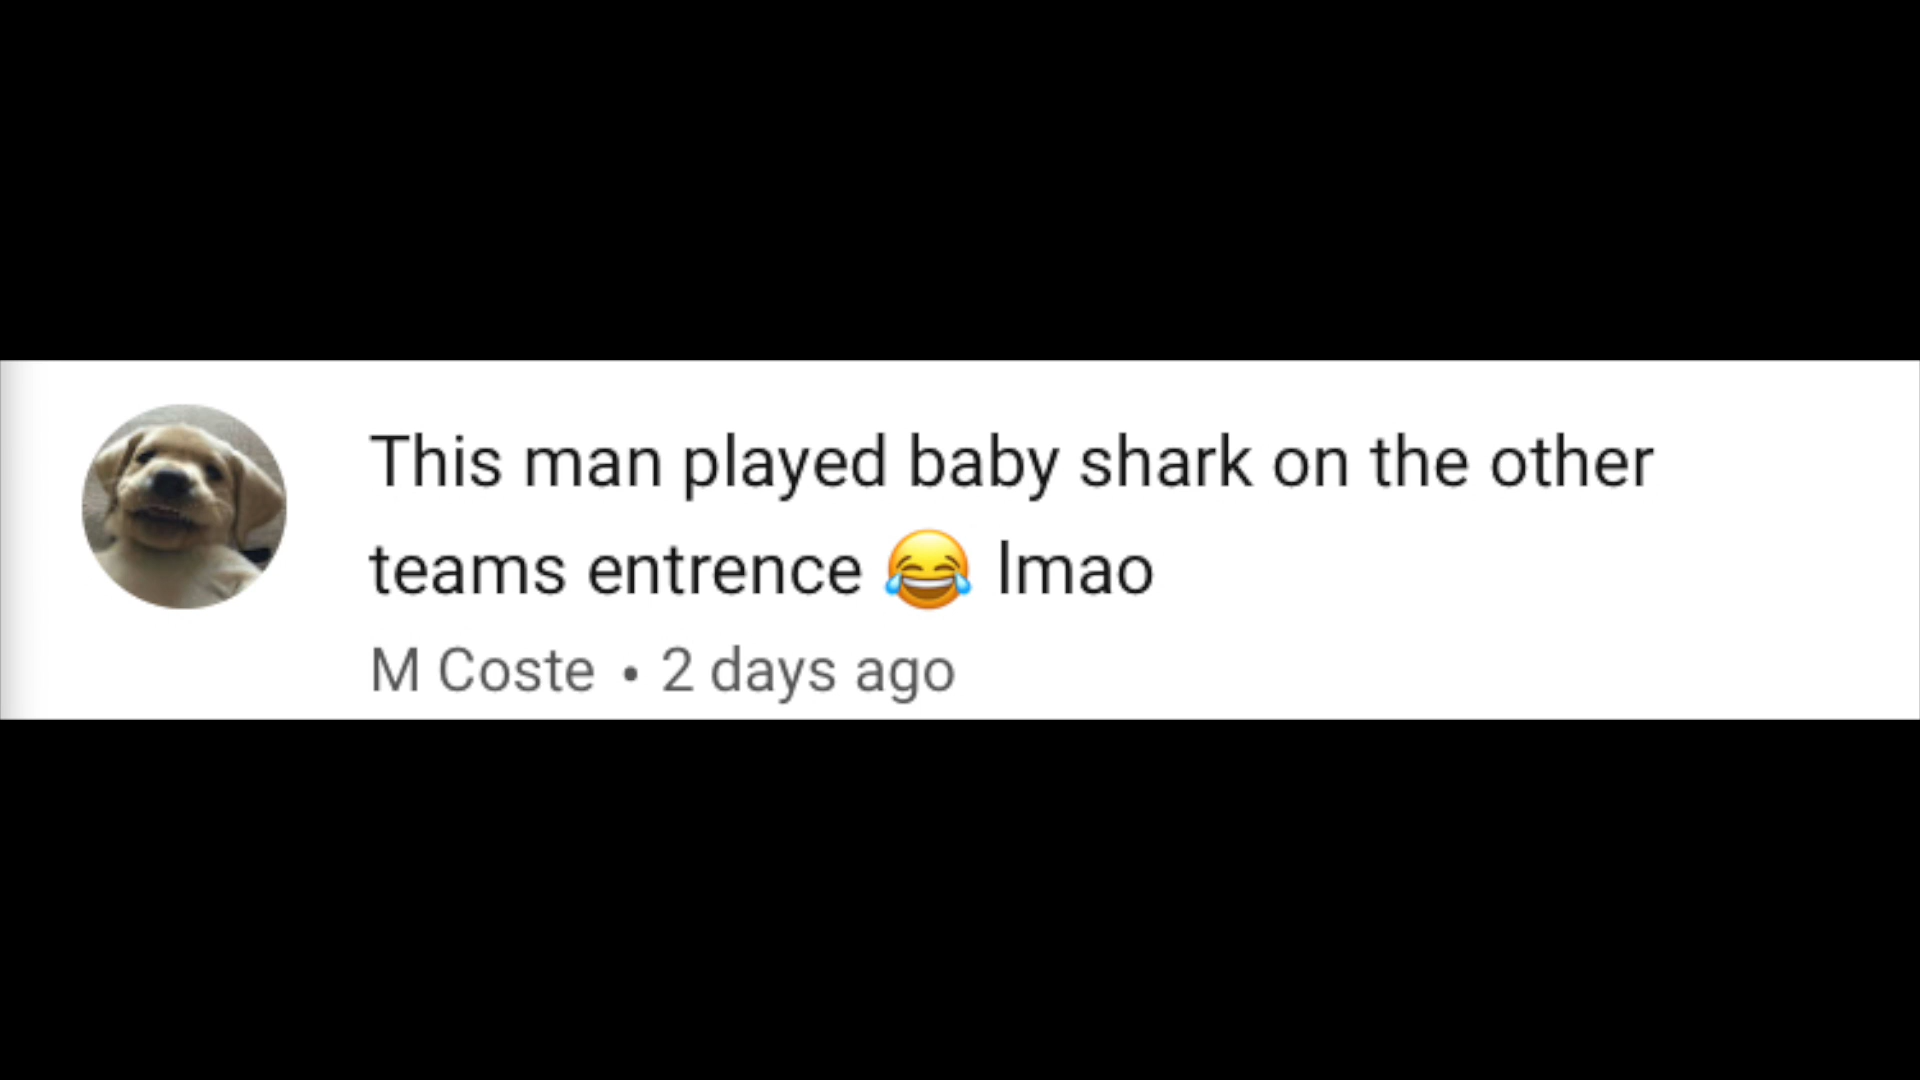 This man played baby shark on the other
teams entrence 😂 lmao
M Coste • 2 days ago